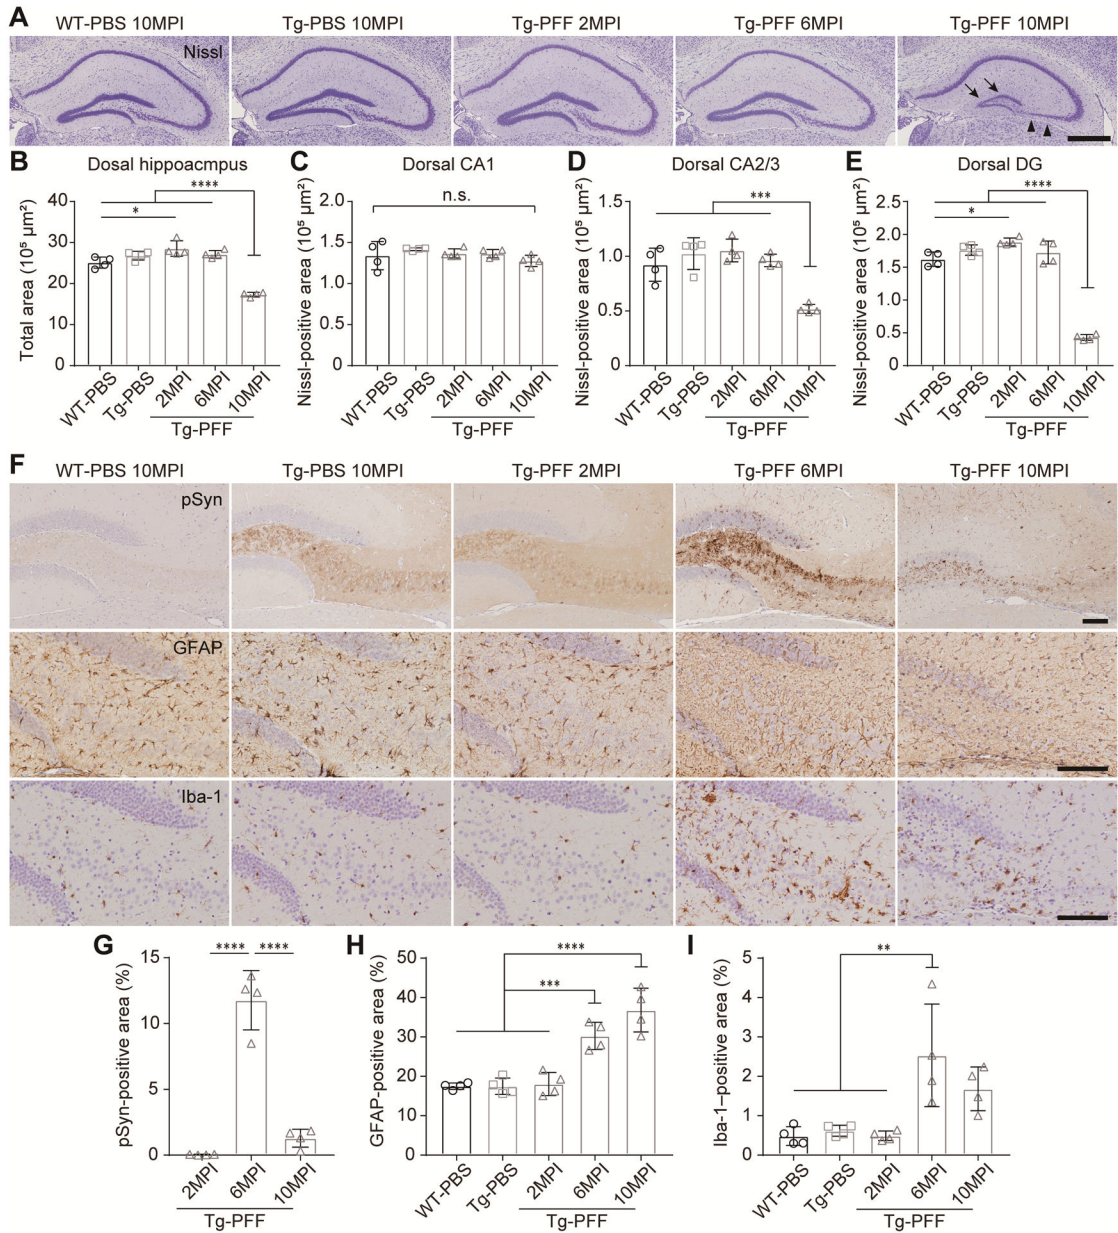 A
WT-PBS 10MPI Tg-PBS 10MPI Tg-PFF 2MPI Tg-PFF 6MPI Tg-PFF 10MPI
Nissl
B Dosal hippoacmpus
Total area (10⁵ µm²)
40
30
20
10
0
* ****
WT-PBS Tg-PBS 2MPI 6MPI 10MPI
Tg-PFF
C Dorsal CA1
Nissl-positive area (10⁵ µm²)
2.0
1.5
1.0
0.5
0
n.s.
WT-PBS Tg-PBS 2MPI 6MPI 10MPI
Tg-PFF
D Dorsal CA2/3
Nissl-positive area (10⁵ µm²)
1.5
1.0
0.5
0
***
WT-PBS Tg-PBS 2MPI 6MPI 10MPI
Tg-PFF
E Dorsal DG
Nissl-positive area (10⁵ µm²)
2.5
2.0
1.5
1.0
0.5
0
* ****
WT-PBS Tg-PBS 2MPI 6MPI 10MPI
Tg-PFF
F
WT-PBS 10MPI Tg-PBS 10MPI Tg-PFF 2MPI Tg-PFF 6MPI Tg-PFF 10MPI
pSyn
GFAP
Iba-1
G
pSyn-positive area (%)
15
10
5
0
**** ****
2MPI 6MPI 10MPI
Tg-PFF
H
GFAP-positive area (%)
50
40
30
20
10
0
*** ****
WT-PBS Tg-PBS 2MPI 6MPI 10MPI
Tg-PFF
I
Iba-1–positive area (%)
5
4
3
2
1
0
**
WT-PBS Tg-PBS 2MPI 6MPI 10MPI
Tg-PFF